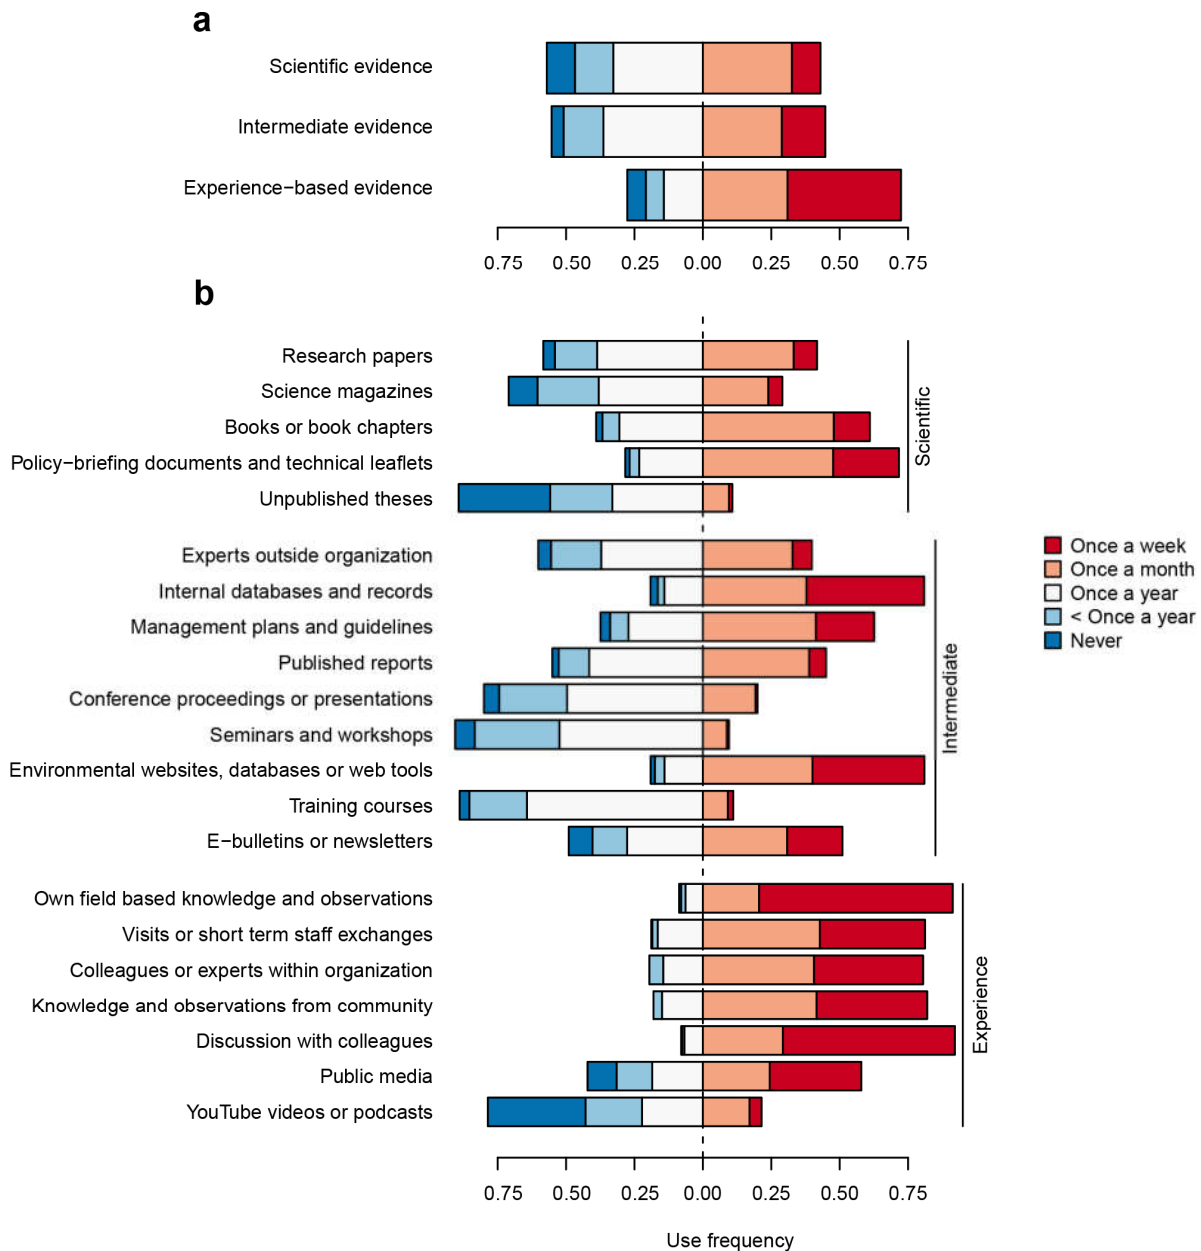 a
Scientific evidence
Intermediate evidence
Experience−based evidence
0.75 0.50 0.25 0.00 0.25 0.50 0.75
b
Research papers
Science magazines
Books or book chapters
Policy−briefing documents and technical leaflets
Unpublished theses
Scientific
Experts outside organization
Internal databases and records
Management plans and guidelines
Published reports
Conference proceedings or presentations
Seminars and workshops
Environmental websites, databases or web tools
Training courses
E−bulletins or newsletters
Intermediate
Once a week
Once a month
Once a year
< Once a year
Never
Own field based knowledge and observations
Visits or short term staff exchanges
Colleagues or experts within organization
Knowledge and observations from community
Discussion with colleagues
Public media
YouTube videos or podcasts
Experience
0.75 0.50 0.25 0.00 0.25 0.50 0.75
Use frequency